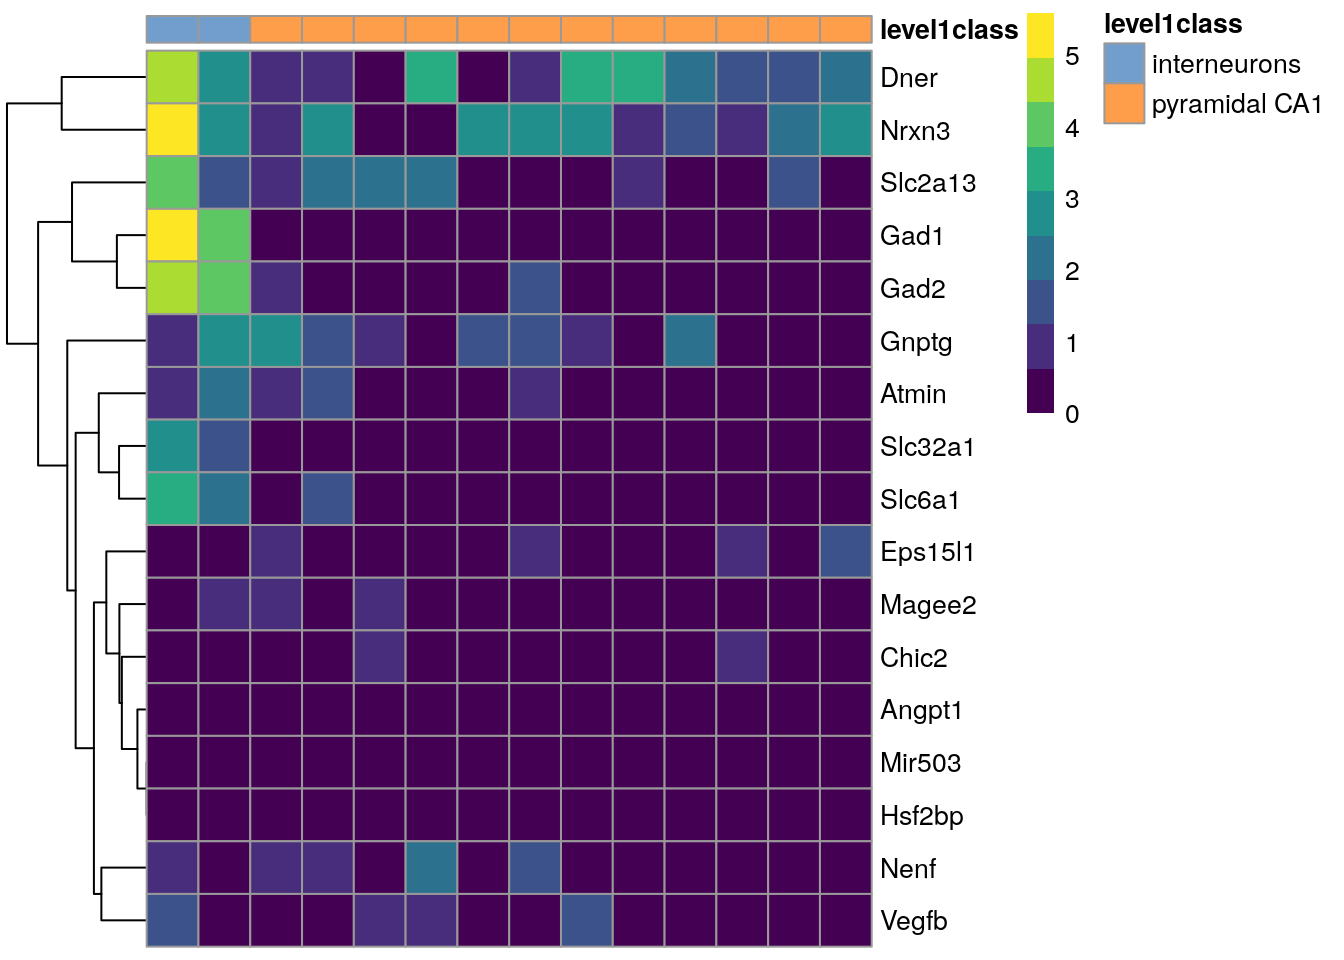 level1class
Dner
Nrxn3
Slc2a13
Gad1
Gad2
Gnptg
Atmin
Slc32a1
Slc6a1
Eps15l1
Magee2
Chic2
Angpt1
Mir503
Hsf2bp
Nenf
Vegfb
5
4
3
2
1
0
level1class
interneurons
pyramidal CA1